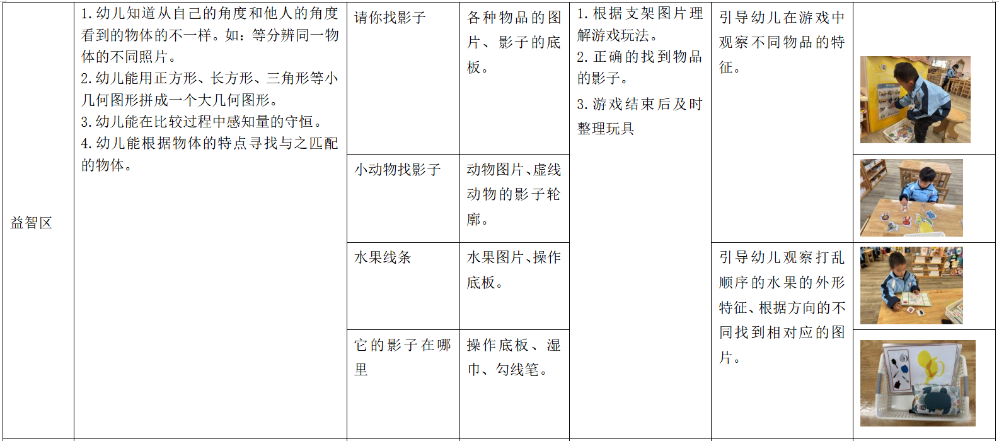 益智区
1.幼儿知道从自己的角度和他人的角度
看到的物体的不一样。如：等分辨同一物
体的不同照片。
2.幼儿能用正方形、长方形、三角形等小
几何图形拼成一个大几何图形。
3.幼儿能在比较过程中感知量的守恒。
4.幼儿能根据物体的特点寻找与之匹配
的物体。
请你找影子
各种物品的图
片、影子的底
板。
1.根据支架图片理
解游戏玩法。
2.正确的找到物品
的影子。
3.游戏结束后及时
整理玩具
引导幼儿在游戏中
观察不同物品的特
征。
小动物找影子
动物图片、虚线
动物的影子轮
廓。
水果线条
水果图片、操作
底板。
引导幼儿观察打乱
顺序的水果的外形
特征、根据方向的不
同找到相对应的图
片。
它的影子在哪
里
操作底板、湿
巾、勾线笔。
请